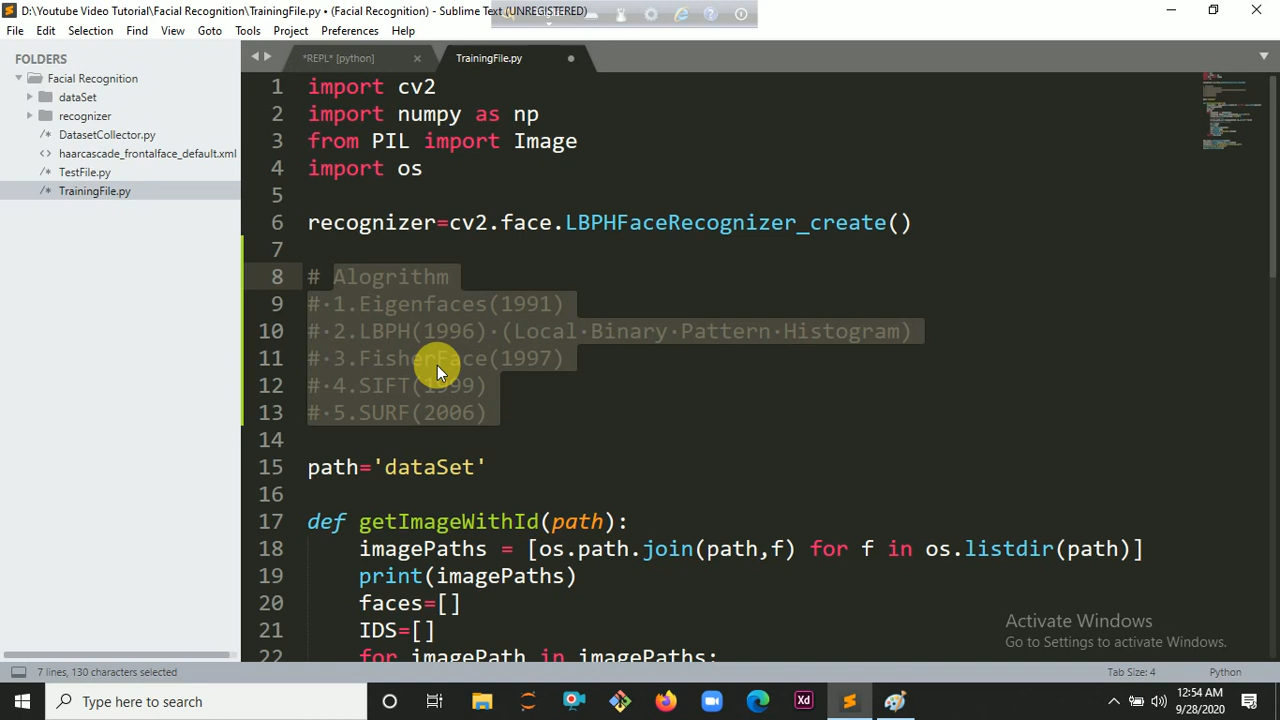 D:\Youtube Video Tutorial\Facial Recognition\TrainingFile.py • (Facial Recognition) - Sublime Text (UNREGISTERED)
File Edit Selection Find View Goto Tools Project Preferences Help
FOLDERS
Facial Recognition
dataSet
recognizer
DatasetCollector.py
haarcascade_frontalface_default.xml
TestFile.py
TrainingFile.py
*REPL* [python]
TrainingFile.py
1 import cv2
2 import numpy as np
3 from PIL import Image
4 import os
5
6 recognizer=cv2.face.LBPHFaceRecognizer_create()
7
8 # Alogrithm
9 # 1.Eigenfaces(1991)
10 # 2.LBPH(1996) (Local Binary Pattern Histogram)
11 # 3.FisherFace(1997)
12 # 4.SIFT(1999)
13 # 5.SURF(2006)
14
15 path='dataSet'
16
17 def getImageWithId(path):
18 imagePaths = [os.path.join(path,f) for f in os.listdir(path)]
19 print(imagePaths)
20 faces=[]
21 IDS=[]
22 for imagePath in imagePaths:
Activate Windows
Go to Settings to activate Windows.
7 lines, 130 characters selected
Tab Size: 4
Python
Type here to search
Xd
12:54 AM
9/28/2020